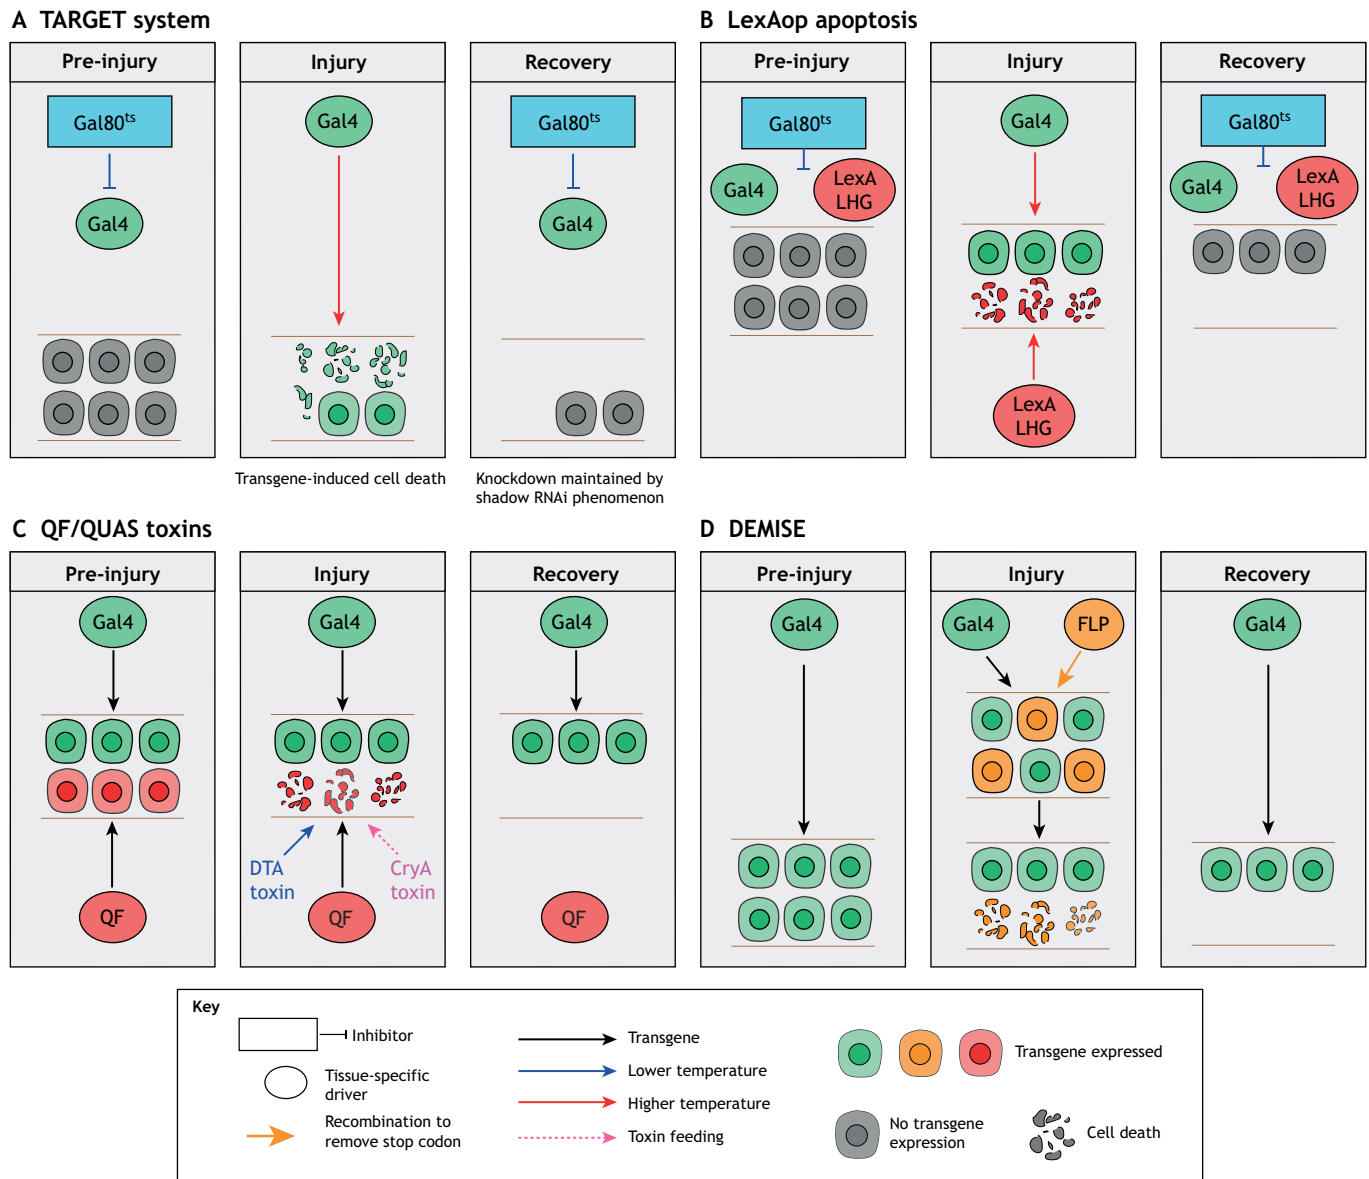 A TARGET system
Pre-injury
Gal80ts
Gal4
Injury
Gal4
Transgene-induced cell death
Recovery
Gal80ts
Gal4
Knockdown maintained by
shadow RNAi phenomenon
B LexAop apoptosis
Pre-injury
Gal80ts
Gal4
LexA
LHG
Injury
Gal4
LexA
LHG
Recovery
Gal80ts
Gal4
LexA
LHG
C QF/QUAS toxins
Pre-injury
Gal4
QF
Injury
Gal4
DTA
toxin
CryA
toxin
QF
Recovery
Gal4
QF
D DEMISE
Pre-injury
Gal4
Injury
Gal4
FLP
Recovery
Gal4
Key
Inhibitor
Tissue-specific
driver
Recombination to
remove stop codon
Transgene
Lower temperature
Higher temperature
Toxin feeding
Transgene expressed
No transgene
expression
Cell death